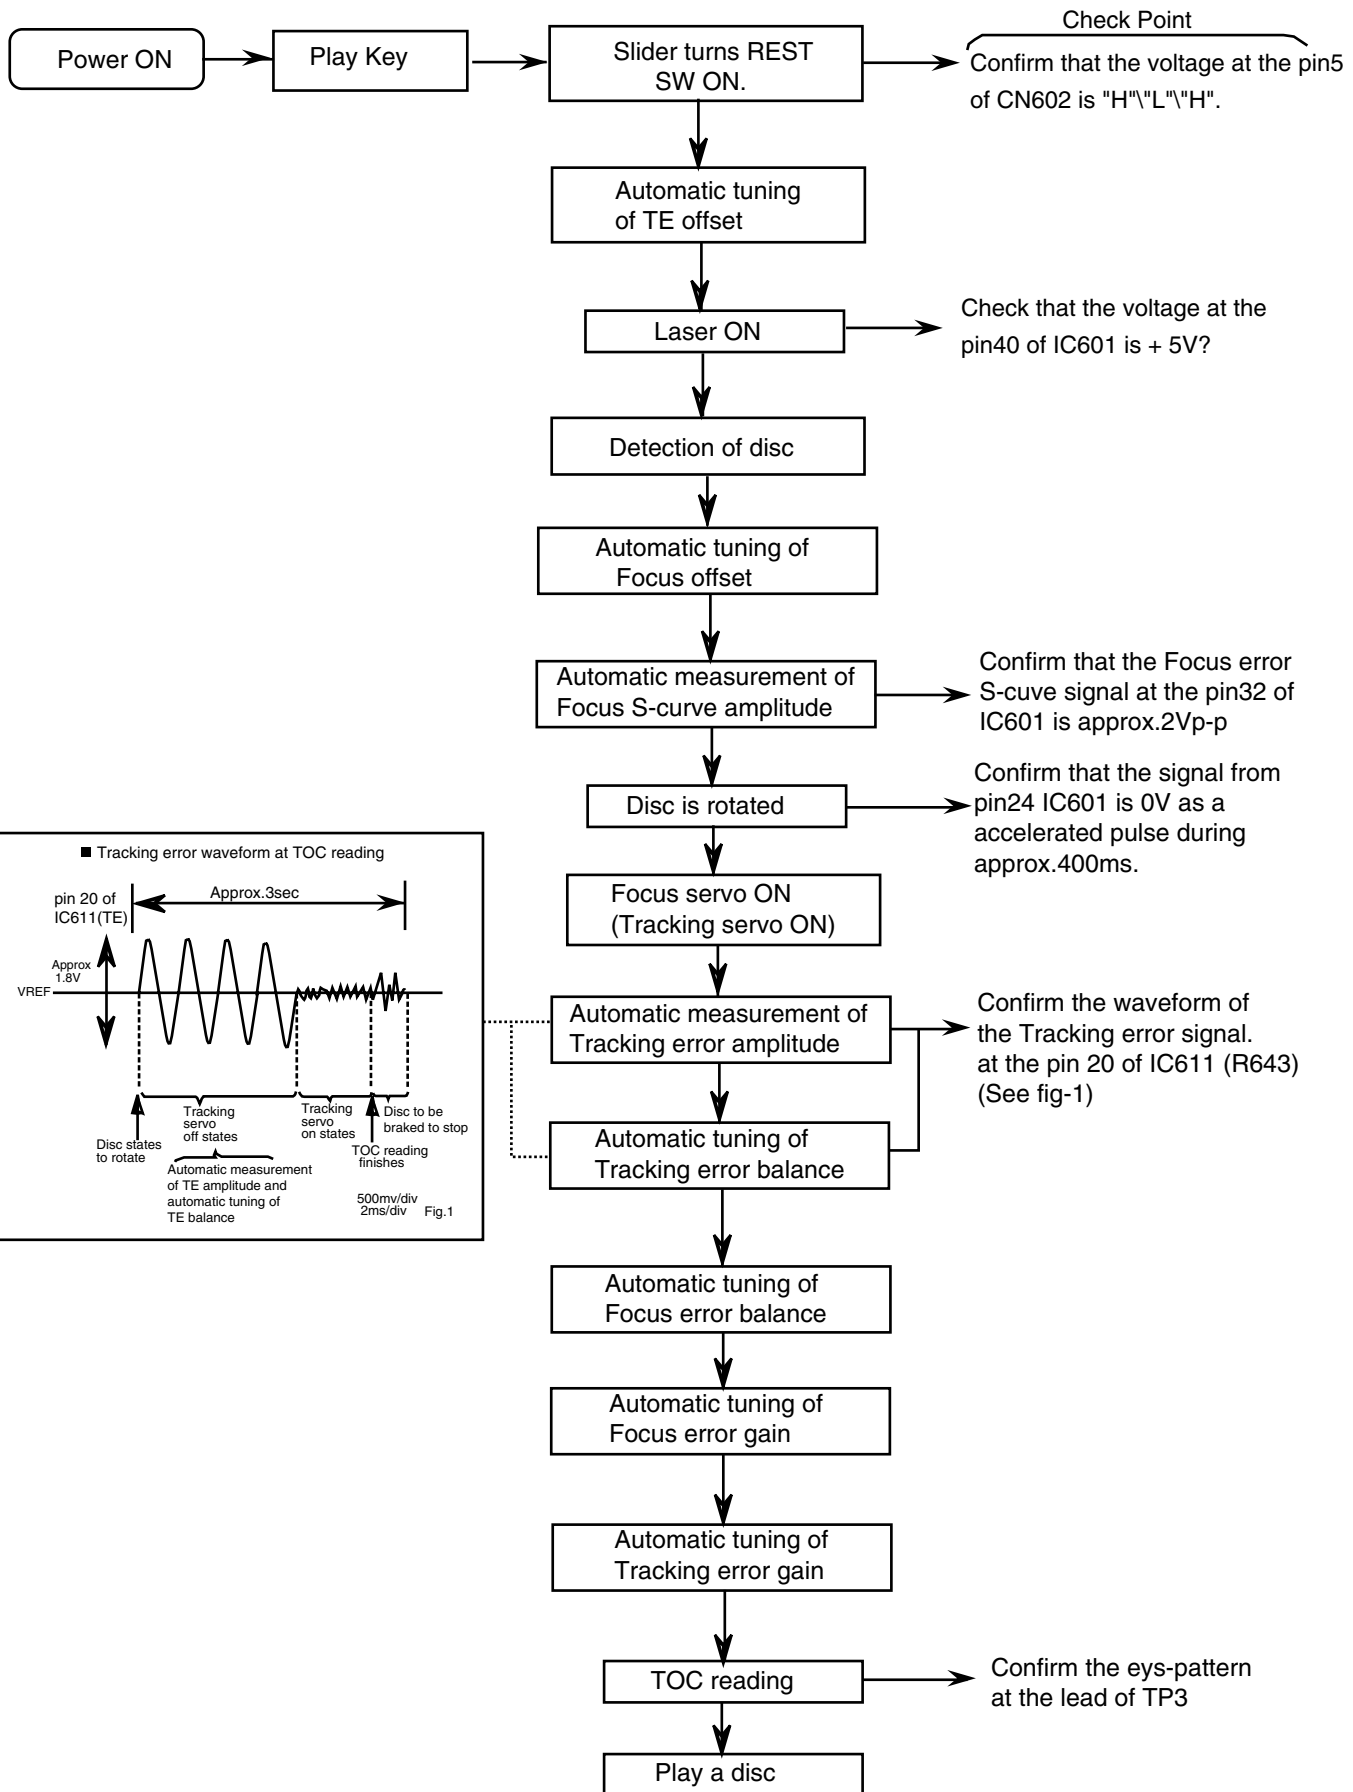 Check Point
Power ON
Play Key
Slider turns REST
SW ON.
Confirm that the voltage at the pin5
of CN602 is "H"\"L"\"H".
Automatic tuning
of TE offset
Laser ON
Check that the voltage at the
pin40 of IC601 is + 5V?
Detection of disc
Automatic tuning of
Focus offset
Automatic measurement of
Focus S-curve amplitude
Confirm that the Focus error
S-cuve signal at the pin32 of
IC601 is approx.2Vp-p
Disc is rotated
Confirm that the signal from
pin24 IC601 is 0V as a
accelerated pulse during
approx.400ms.
Focus servo ON
(Tracking servo ON)
■ Tracking error waveform at TOC reading
pin 20 of
IC611(TE)
Approx.3sec
Approx
1.8V
VREF
Tracking
servo
off states
Tracking
servo
on states
Disc to be
braked to stop
Disc states
to rotate
TOC reading
finishes
Automatic measurement
of TE amplitude and
automatic tuning of
TE balance
500mv/div
2ms/div
Fig.1
Automatic measurement of
Tracking error amplitude
Confirm the waveform of
the Tracking error signal.
at the pin 20 of IC611 (R643)
(See fig-1)
Automatic tuning of
Tracking error balance
Automatic tuning of
Focus error balance
Automatic tuning of
Focus error gain
Automatic tuning of
Tracking error gain
TOC reading
Confirm the eys-pattern
at the lead of TP3
Play a disc